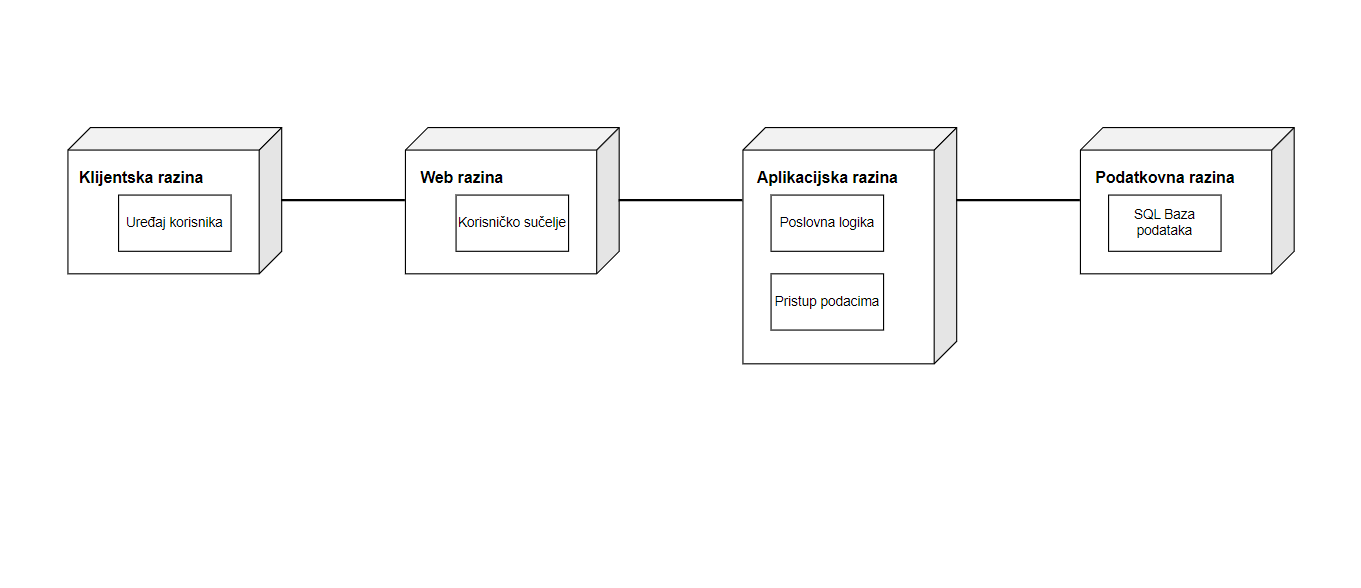 Klijentska razina
Uređaj korisnika
Web razina
Korisničko sučelje
Aplikacijska razina
Poslovna logika
Pristup podacima
Podatkovna razina
SQL Baza
podataka